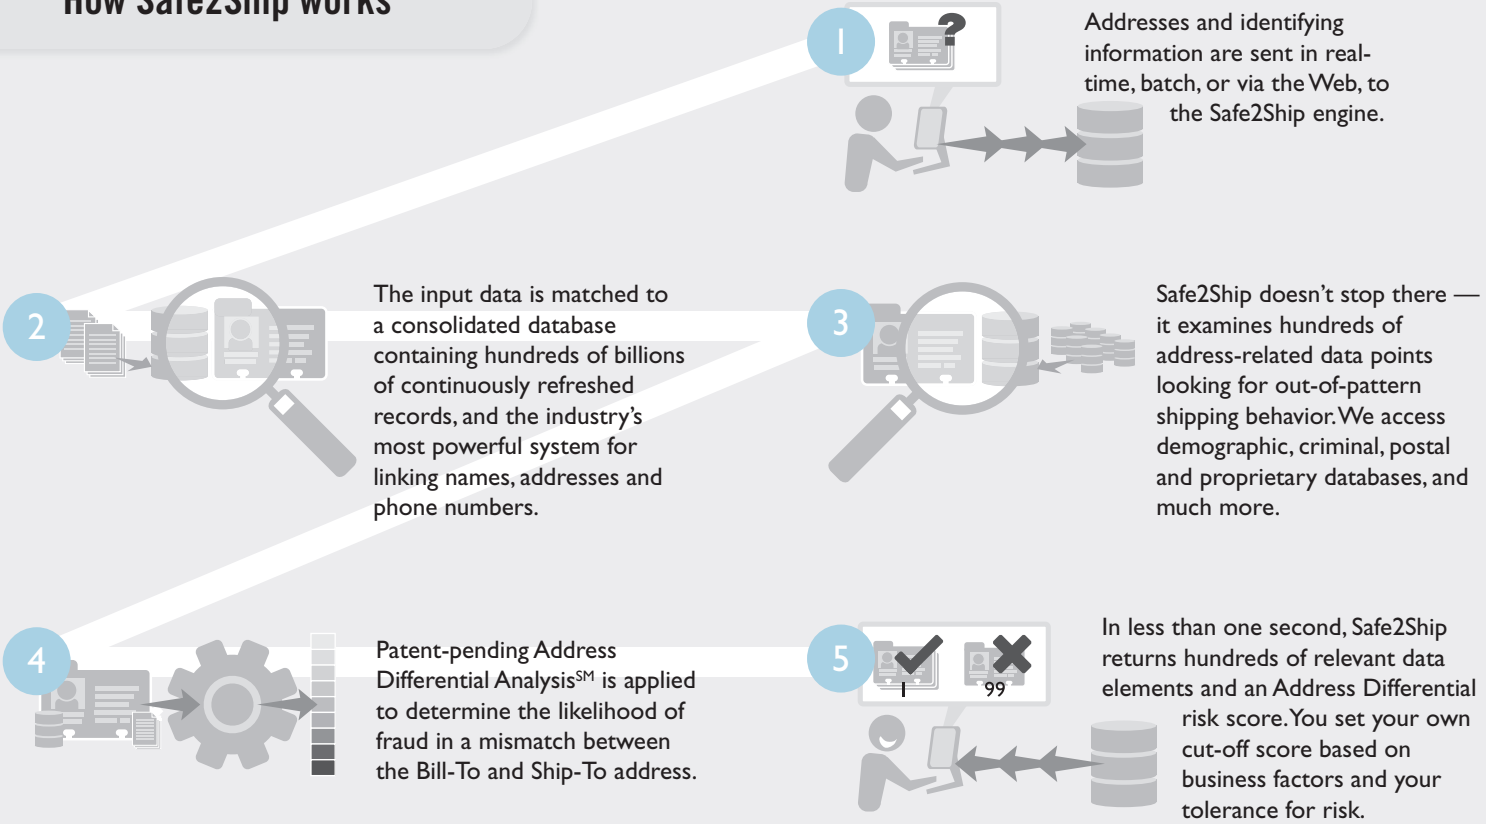 How Safe2Ship works
1
Addresses and identifying
information are sent in real-
time, batch, or via the Web, to
the Safe2Ship engine.
2
The input data is matched to
a consolidated database
containing hundreds of billions
of continuously refreshed
records, and the industry’s
most powerful system for
linking names, addresses and
phone numbers.
3
Safe2Ship doesn’t stop there —
it examines hundreds of
address-related data points
looking for out-of-pattern
shipping behavior. We access
demographic, criminal, postal
and proprietary databases, and
much more.
4
Patent-pending Address
Differential Analysis℠ is applied
to determine the likelihood of
fraud in a mismatch between
the Bill-To and Ship-To address.
5
1
99
In less than one second, Safe2Ship
returns hundreds of relevant data
elements and an Address Differential
risk score. You set your own
cut-off score based on
business factors and your
tolerance for risk.